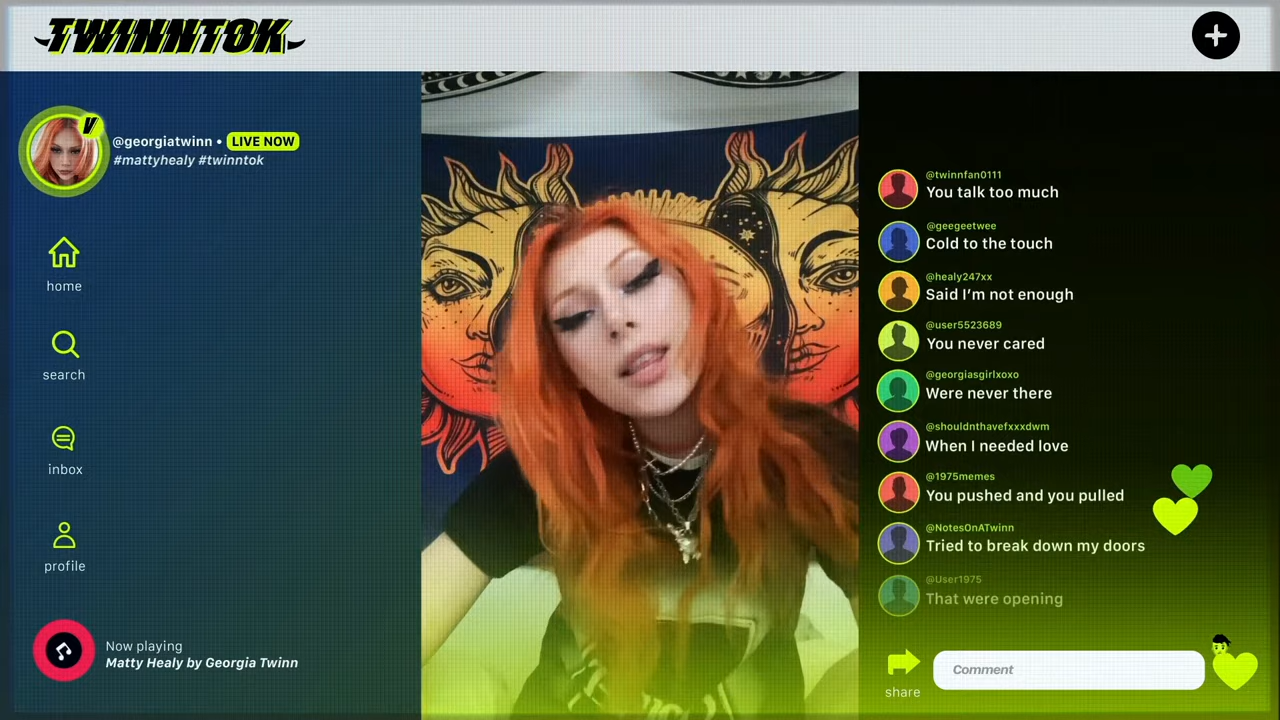 TWINNTOK
@georgiatwinn • LIVE NOW
#mattyhealy #twinntok
home
search
inbox
profile
Now playing
Matty Healy by Georgia Twinn
@twinnfan0111
You talk too much
@geegeetwee
Cold to the touch
@healy247xx
Said I'm not enough
@user5523689
You never cared
@georgiasgirlxoxo
Were never there
@shouldnthavefxxxdwm
When I needed love
@1975memes
You pushed and you pulled
@NotesOnATwinn
Tried to break down my doors
@User1975
That were opening
share
Comment